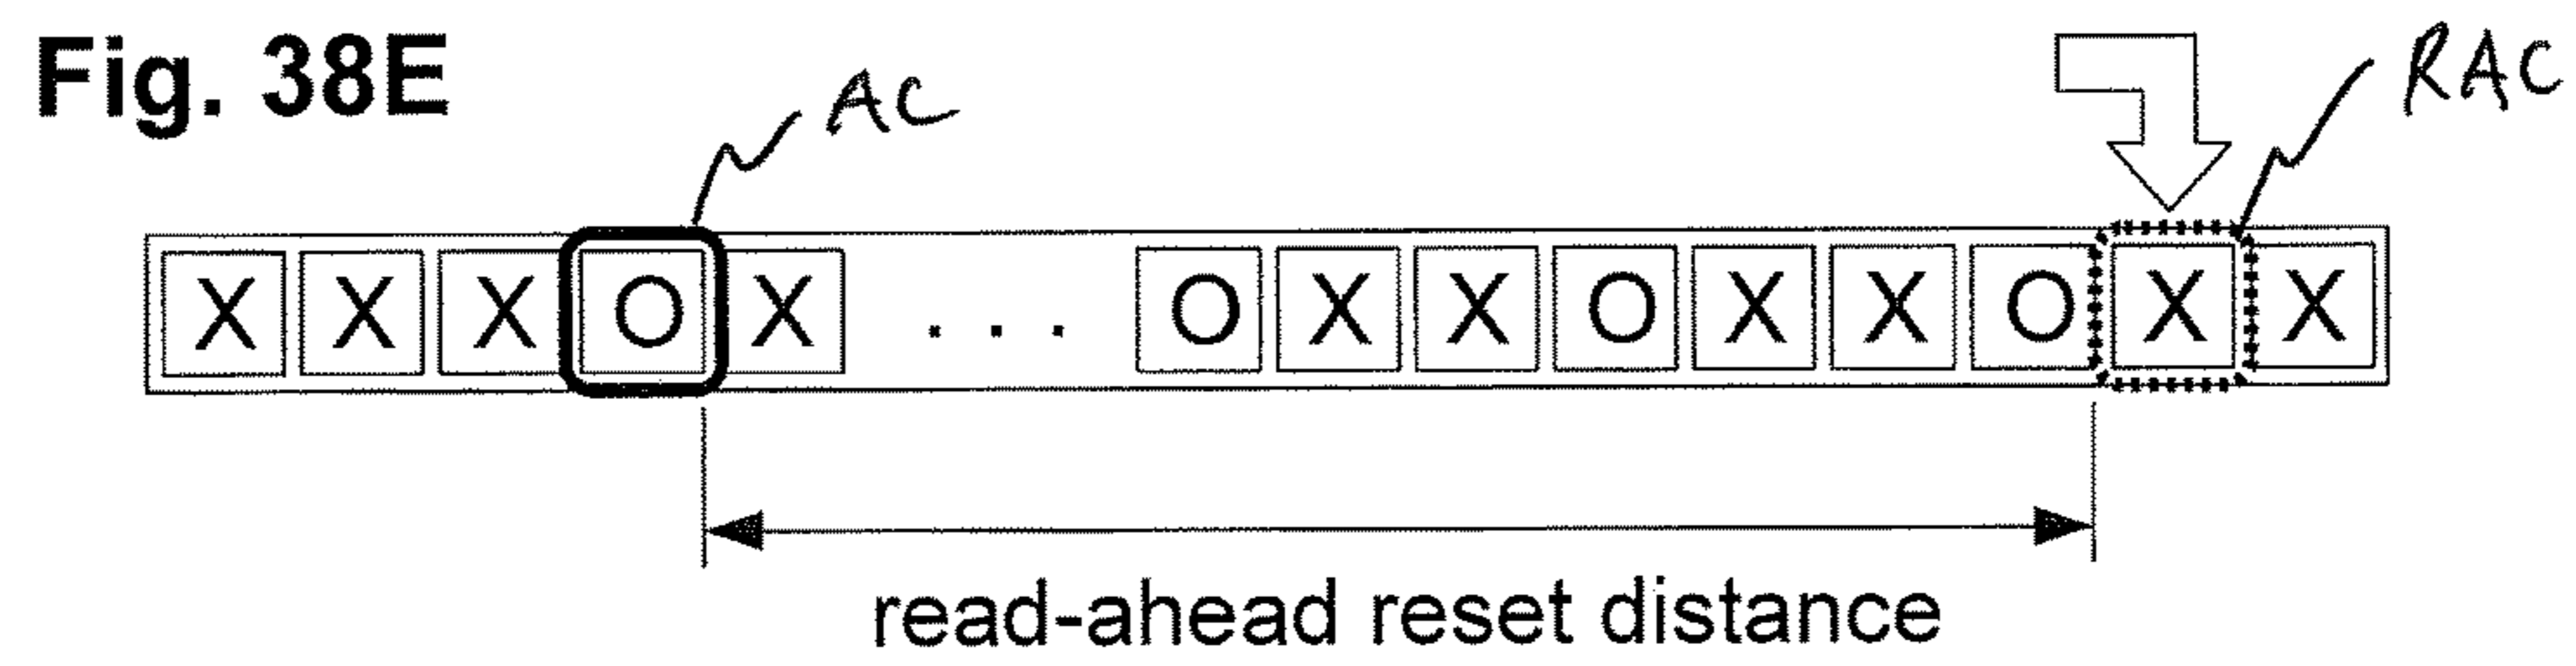 Fig. 38E
AC
RAC
X X X O X . . . O X X O X X O X X
read-ahead reset distance